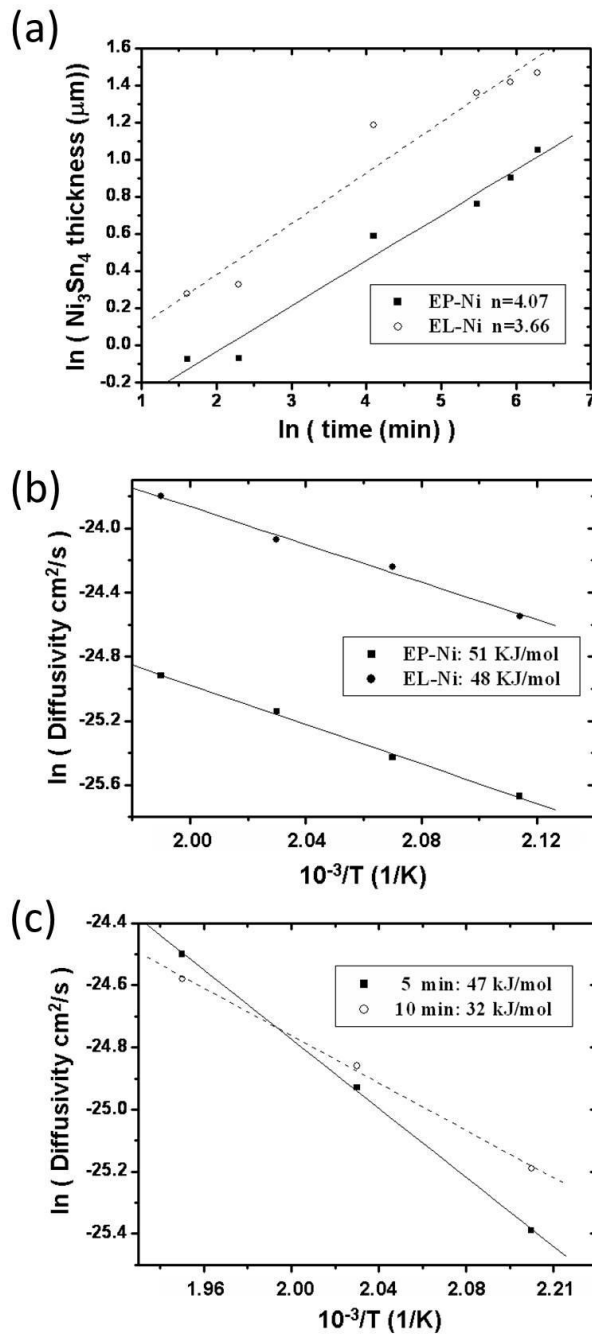 (a)
ln ( Ni₃Sn₄ thickness (μm))
1.6
1.4
1.2
1.0
0.8
0.6
0.4
0.2
0.0
-0.2
EP-Ni n=4.07
EL-Ni n=3.66
1 2 3 4 5 6 7
ln ( time (min) )
(b)
ln ( Diffusivity cm²/s)
-24.0
-24.8
-25.2
-25.6
EP-Ni: 51 KJ/mol
EL-Ni: 48 KJ/mol
2.00 2.04 2.08 2.12
10⁻³/T (1/K)
(c)
ln ( Diffusivity cm²/s)
-24.4
-24.6
-24.8
-25.0
-25.2
-25.4
5 min: 47 kJ/mol
10 min: 32 kJ/mol
1.96 2.00 2.04 2.08 2.21
10⁻³/T (1/K)